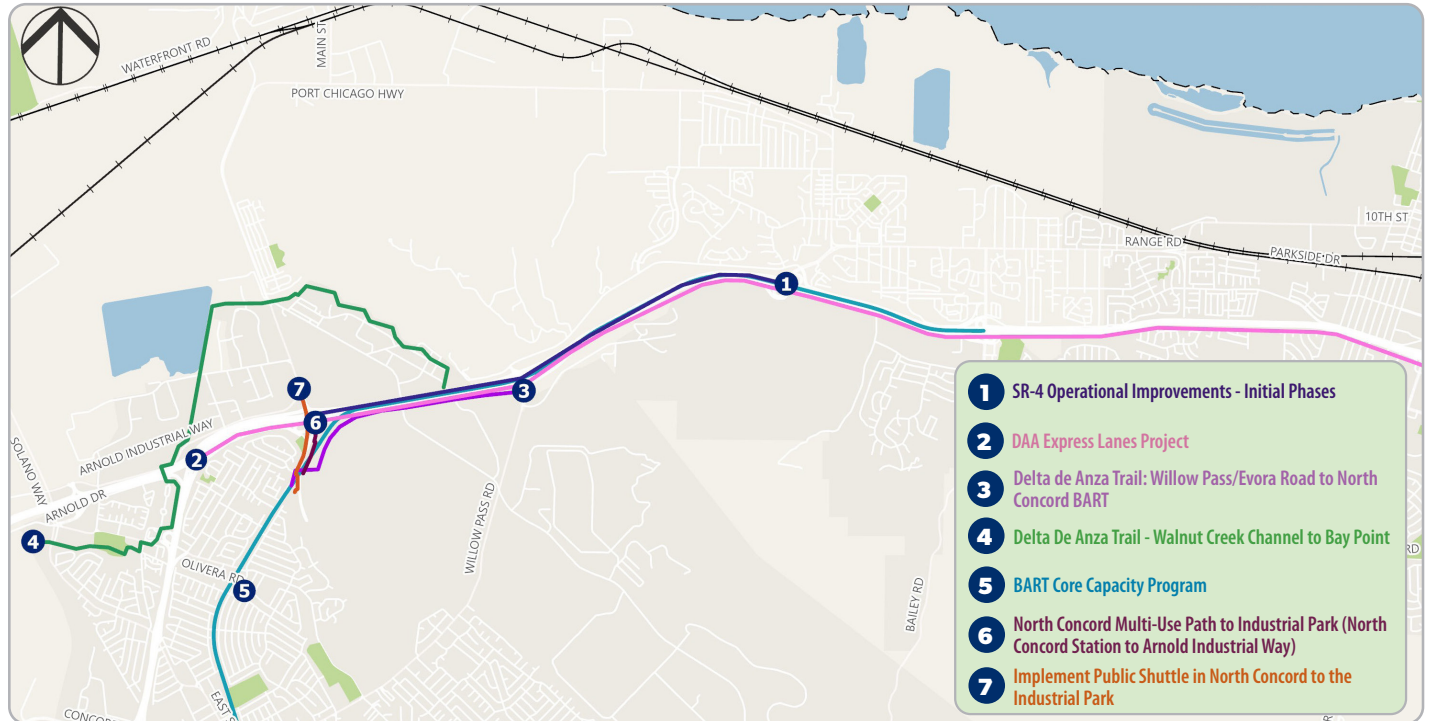 WATERFRONT RD
MAIN ST
PORT CHICAGO HWY
10TH ST
RANGE RD
PARKSIDE DR
1
3
7
6
ARNOLD INDUSTRIAL WAY
2
SOLANO WAY
ARNOLD DR
4
WILLOW PASS RD
OLIVERA RD
5
BAILEY RD
RD
EAST S
CONCOR
1 SR-4 Operational Improvements - Initial Phases
2 DAA Express Lanes Project
3 Delta de Anza Trail: Willow Pass/Evora Road to North
Concord BART
4 Delta De Anza Trail - Walnut Creek Channel to Bay Point
5 BART Core Capacity Program
6 North Concord Multi-Use Path to Industrial Park (North
Concord Station to Arnold Industrial Way)
7 Implement Public Shuttle in North Concord to the
Industrial Park